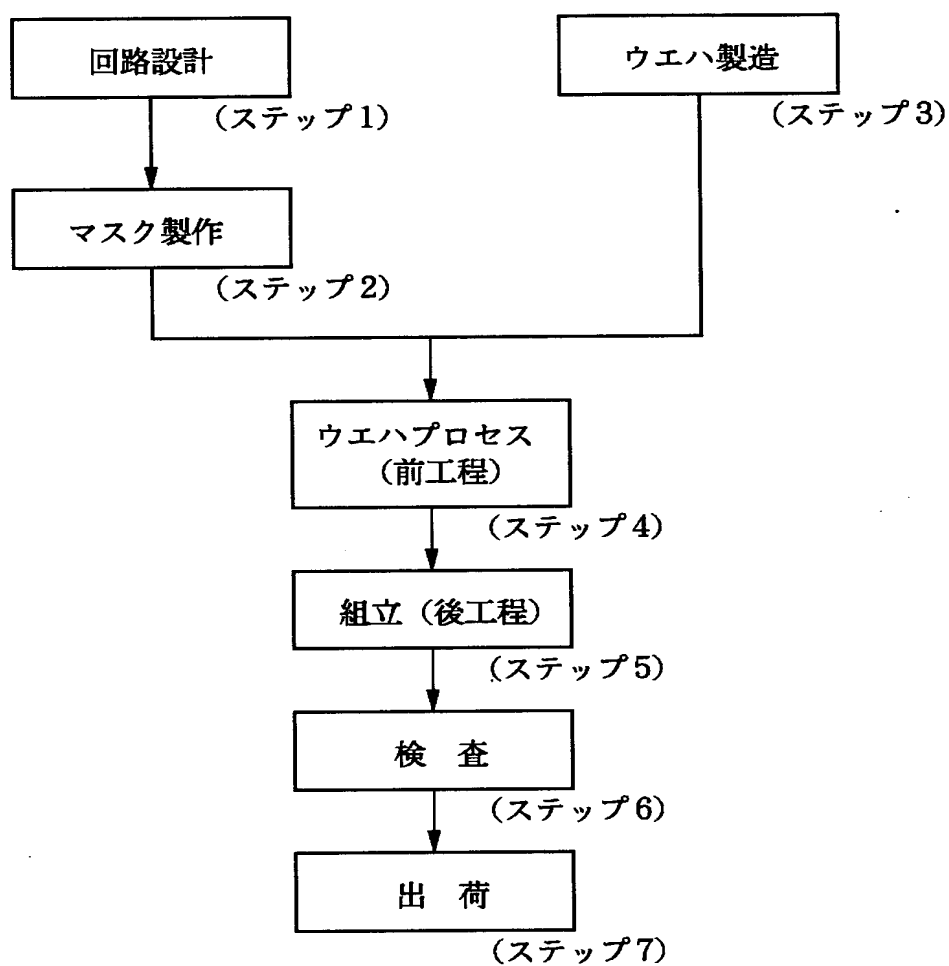 回路設計
(ステップ1)
ウエハ製造
(ステップ3)
マスク製作
(ステップ2)
ウエハプロセス
(前工程)
(ステップ4)
組立(後工程)
(ステップ5)
検 査
(ステップ6)
出 荷
(ステップ7)